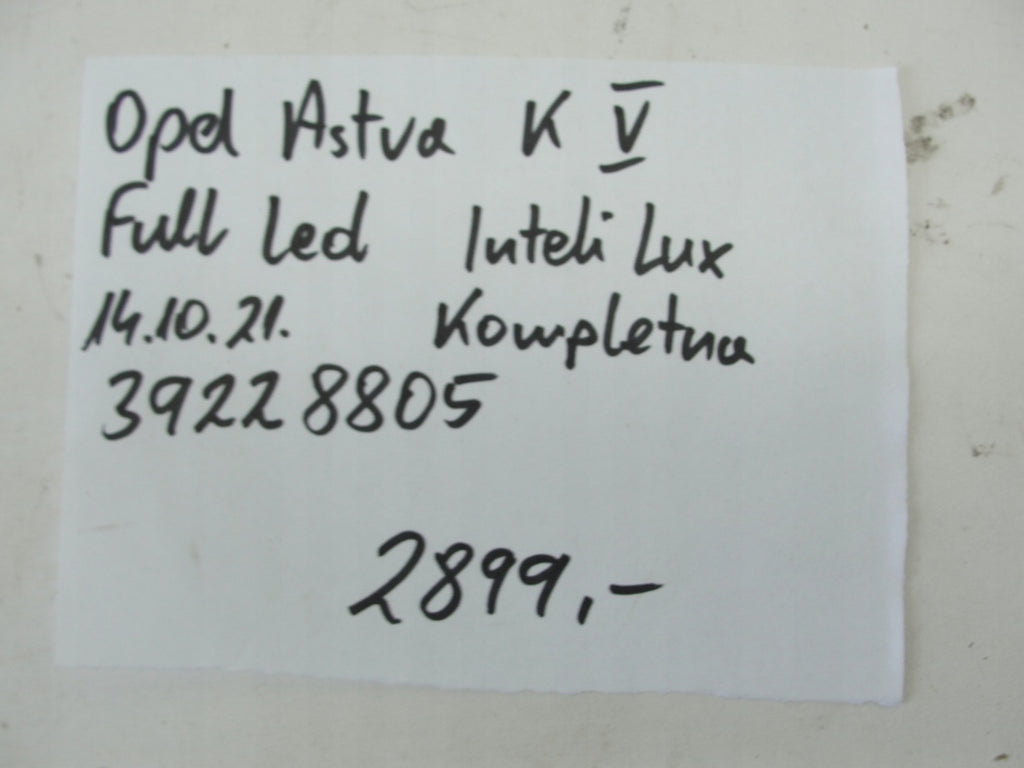 Opel Astra K V
Full Led Inteli Lux
14.10.21. Kompletna
39228805
2899,-